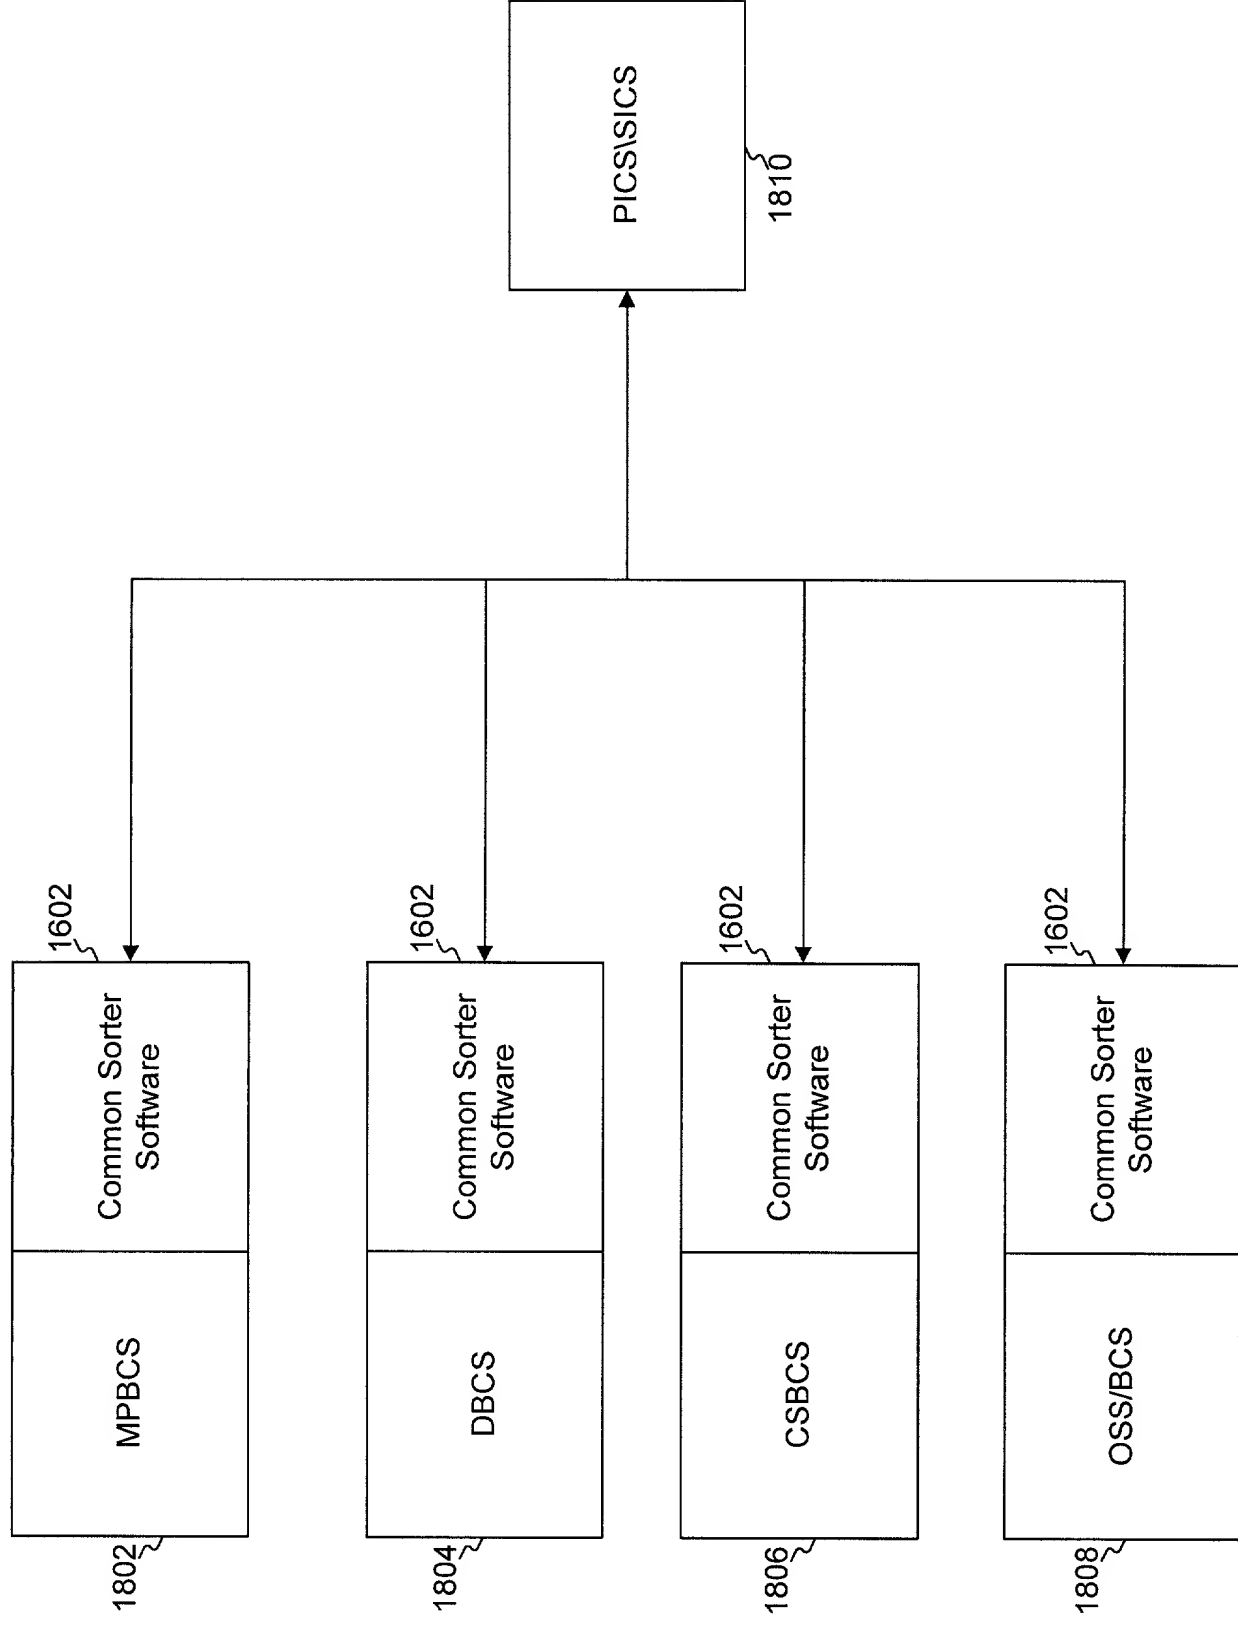 1802
MPBCS
Common Sorter
Software
1602
1804
DBCS
Common Sorter
Software
1602
1806
CSBCS
Common Sorter
Software
1602
1808
OSS/BCS
Common Sorter
Software
1602
PICS\SICS
1810